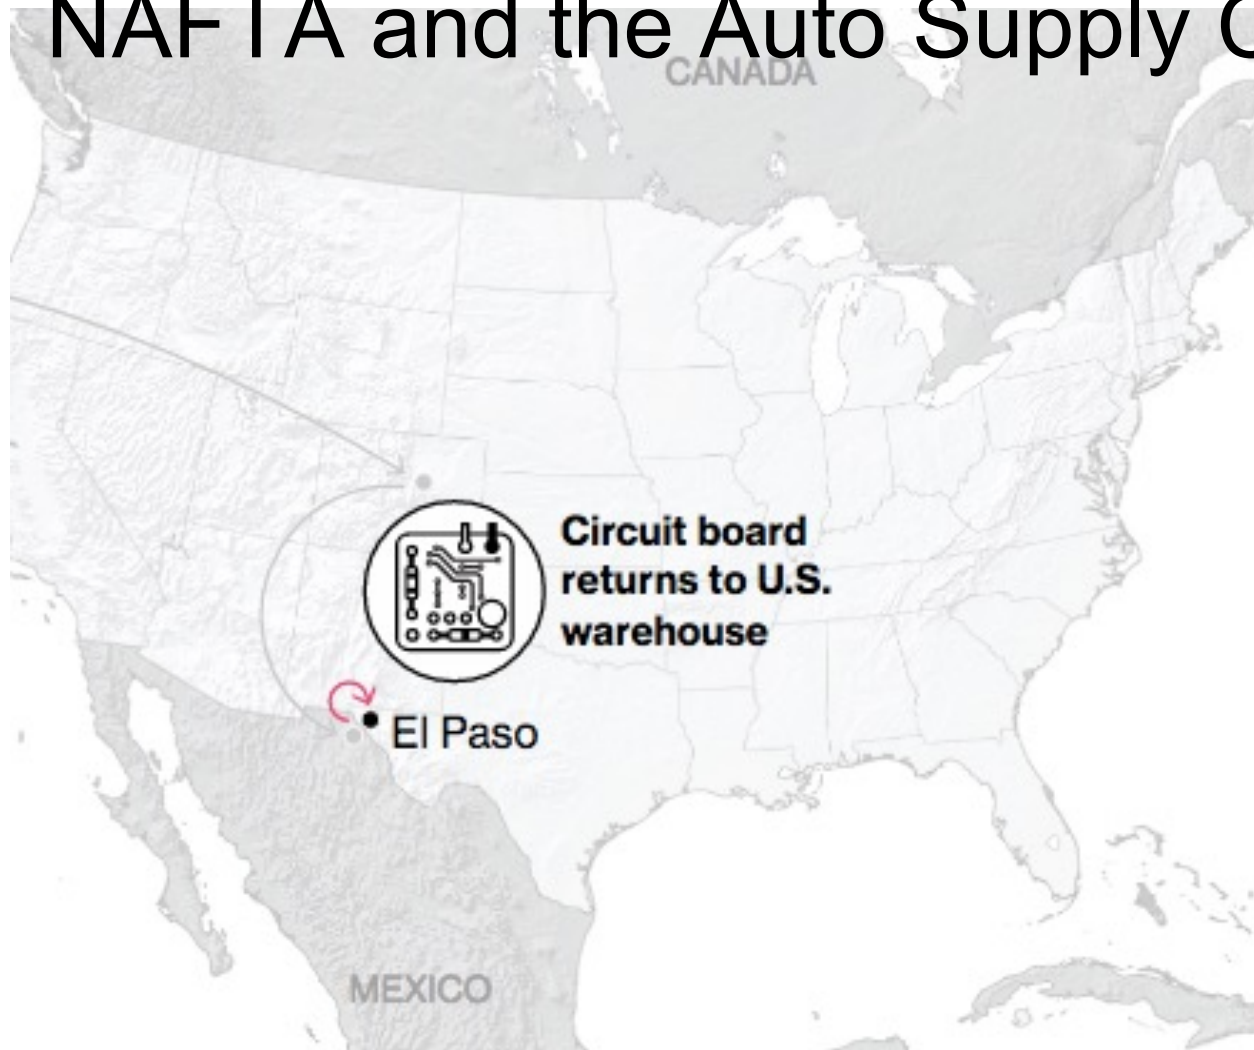 NAFTA and the Auto Supply
CANADA
Circuit board
returns to U.S.
warehouse
El Paso
MEXICO